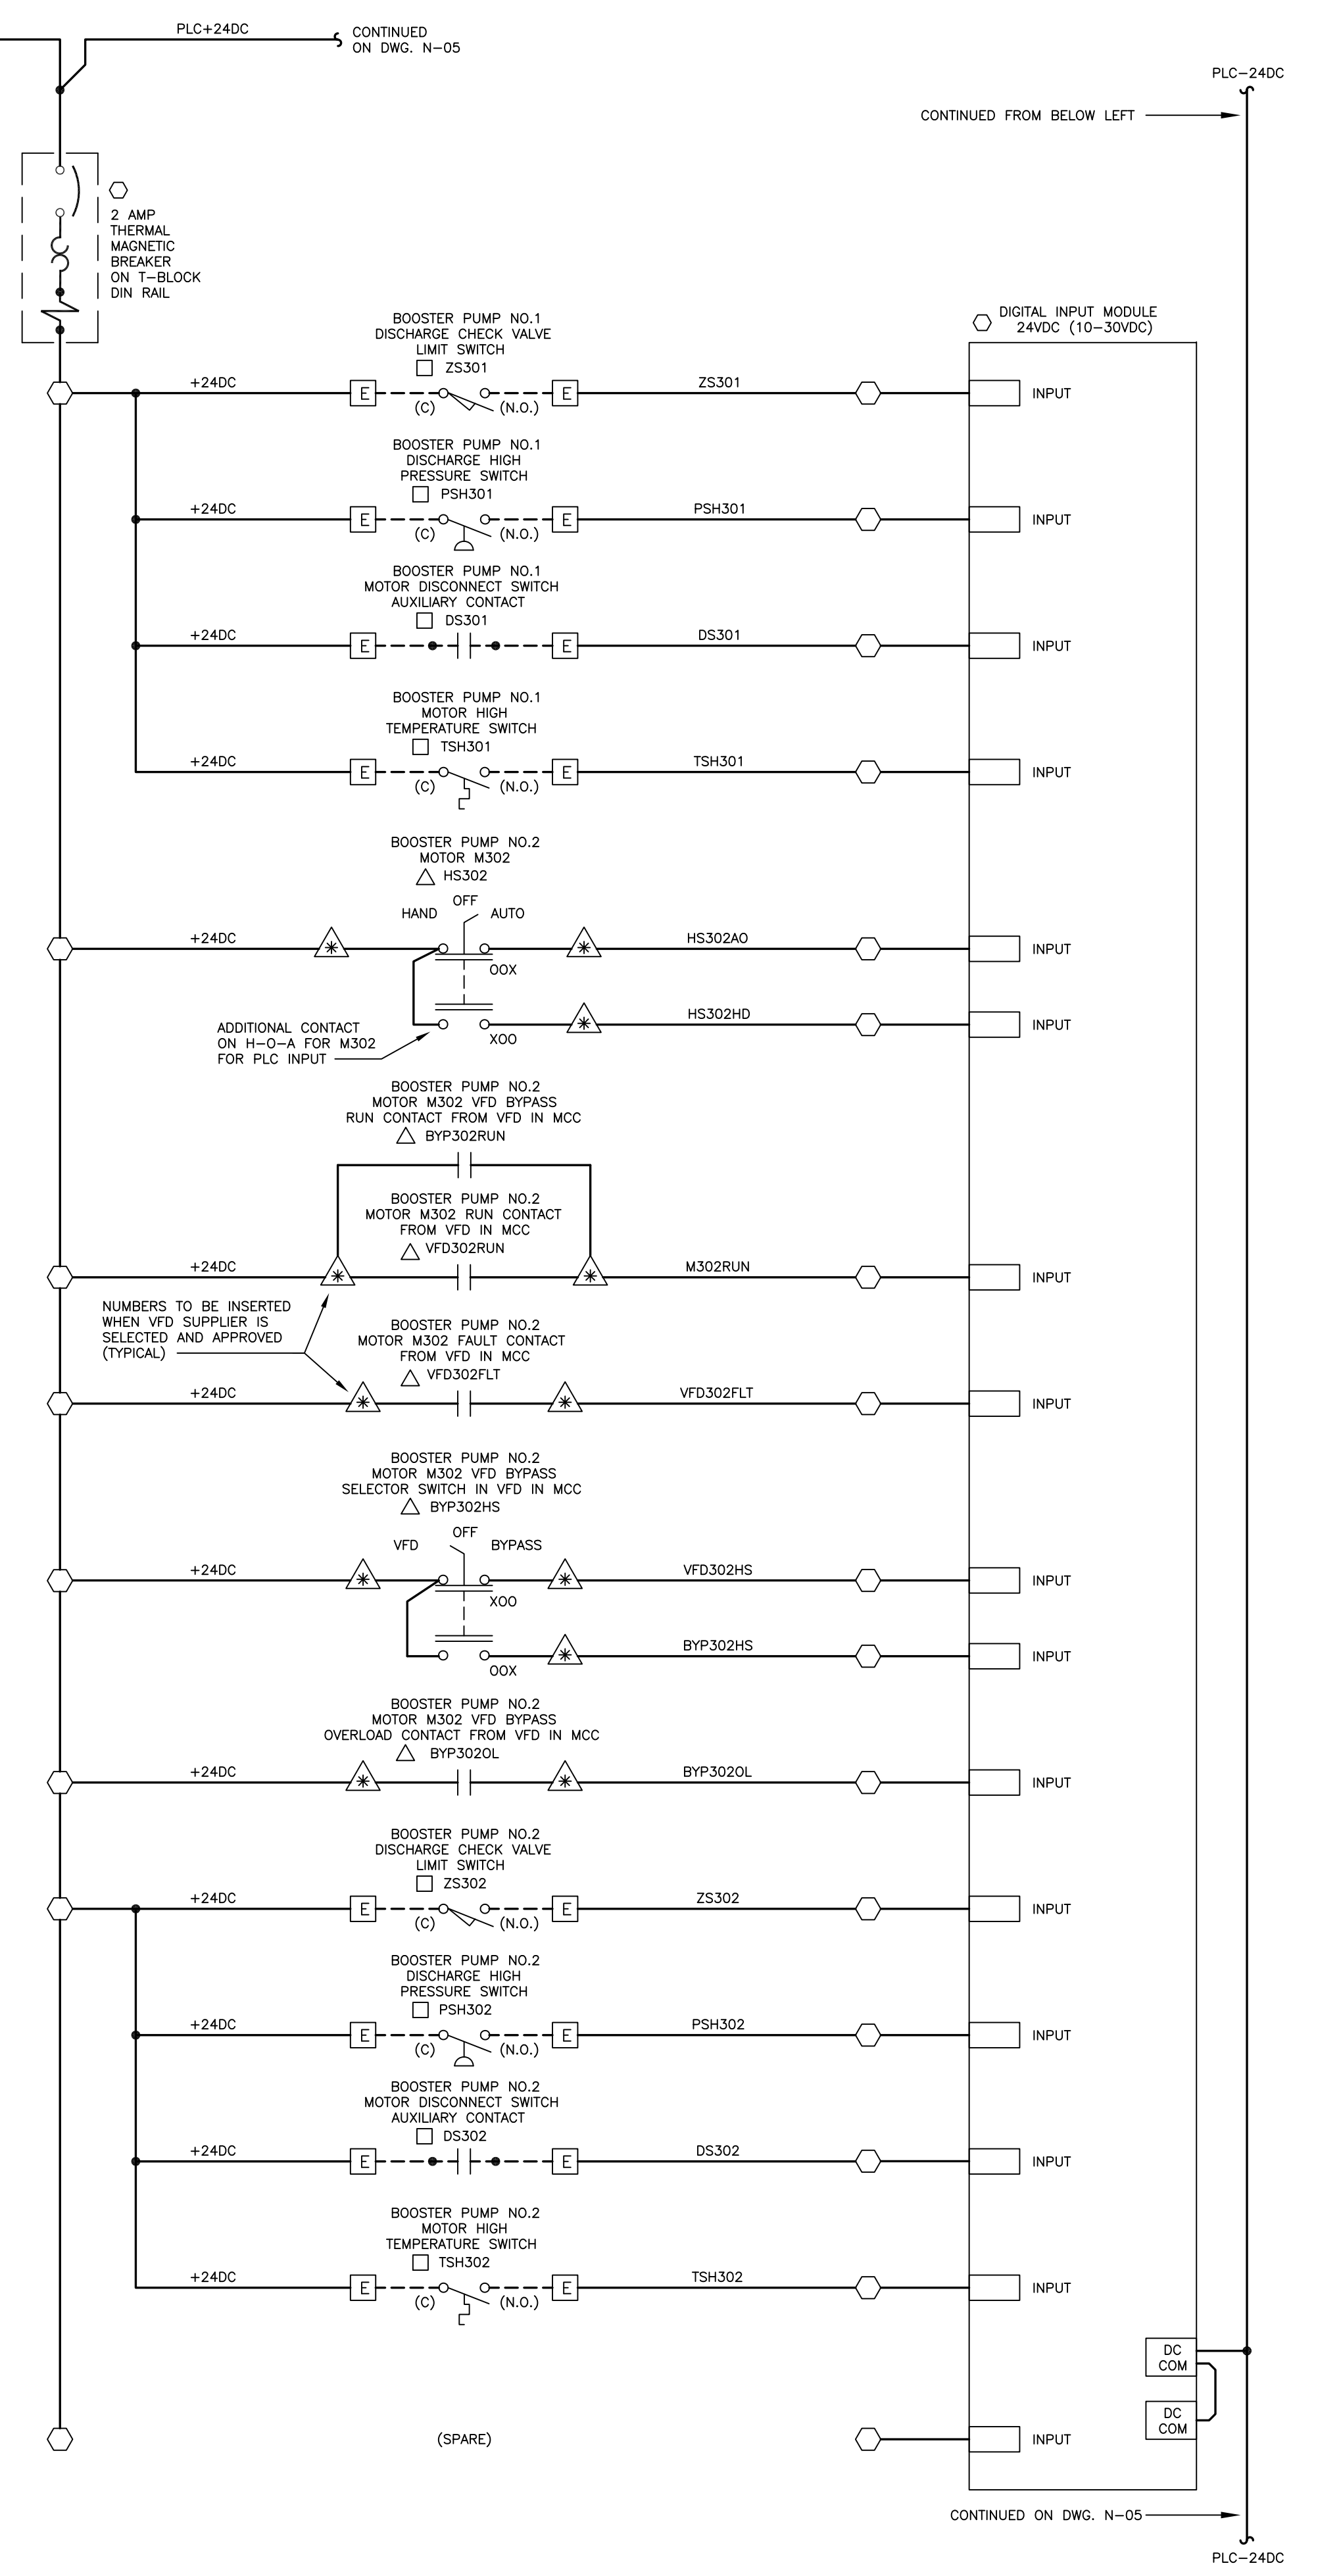 PLC+24DC
CONTINUED
ON DWG. N-05
PLC-24DC
CONTINUED FROM BELOW LEFT
2 AMP
THERMAL
MAGNETIC
BREAKER
ON T-BLOCK
DIN RAIL
DIGITAL INPUT MODULE
24VDC (10-30VDC)
BOOSTER PUMP NO.1
DISCHARGE CHECK VALVE
LIMIT SWITCH
ZS301
+24DC E (C) (N.O.) E ZS301 INPUT
BOOSTER PUMP NO.1
DISCHARGE HIGH
PRESSURE SWITCH
PSH301
+24DC E (C) (N.O.) E PSH301 INPUT
BOOSTER PUMP NO.1
MOTOR DISCONNECT SWITCH
AUXILIARY CONTACT
DS301
+24DC E E DS301 INPUT
BOOSTER PUMP NO.1
MOTOR HIGH
TEMPERATURE SWITCH
TSH301
+24DC E (C) (N.O.) E TSH301 INPUT
BOOSTER PUMP NO.2
MOTOR M302
HS302
OFF
HAND AUTO
+24DC * * HS302AO INPUT
OOX
* HS302HD INPUT
XOO
ADDITIONAL CONTACT
ON H-O-A FOR M302
FOR PLC INPUT
BOOSTER PUMP NO.2
MOTOR M302 VFD BYPASS
RUN CONTACT FROM VFD IN MCC
BYP302RUN
BOOSTER PUMP NO.2
MOTOR M302 RUN CONTACT
FROM VFD IN MCC
VFD302RUN
+24DC * * M302RUN INPUT
NUMBERS TO BE INSERTED
WHEN VFD SUPPLIER IS
SELECTED AND APPROVED
(TYPICAL)
BOOSTER PUMP NO.2
MOTOR M302 FAULT CONTACT
FROM VFD IN MCC
VFD302FLT
+24DC * * VFD302FLT INPUT
BOOSTER PUMP NO.2
MOTOR M302 VFD BYPASS
SELECTOR SWITCH IN VFD IN MCC
BYP302HS
OFF
VFD BYPASS
+24DC * * VFD302HS INPUT
XOO
* BYP302HS INPUT
OOX
BOOSTER PUMP NO.2
MOTOR M302 VFD BYPASS
OVERLOAD CONTACT FROM VFD IN MCC
BYP302OL
+24DC * * BYP302OL INPUT
BOOSTER PUMP NO.2
DISCHARGE CHECK VALVE
LIMIT SWITCH
ZS302
+24DC E (C) (N.O.) E ZS302 INPUT
BOOSTER PUMP NO.2
DISCHARGE HIGH
PRESSURE SWITCH
PSH302
+24DC E (C) (N.O.) E PSH302 INPUT
BOOSTER PUMP NO.2
MOTOR DISCONNECT SWITCH
AUXILIARY CONTACT
DS302
+24DC E E DS302 INPUT
BOOSTER PUMP NO.2
MOTOR HIGH
TEMPERATURE SWITCH
TSH302
+24DC E (C) (N.O.) E TSH302 INPUT
DC
COM
DC
COM
(SPARE) INPUT
CONTINUED ON DWG. N-05
PLC-24DC